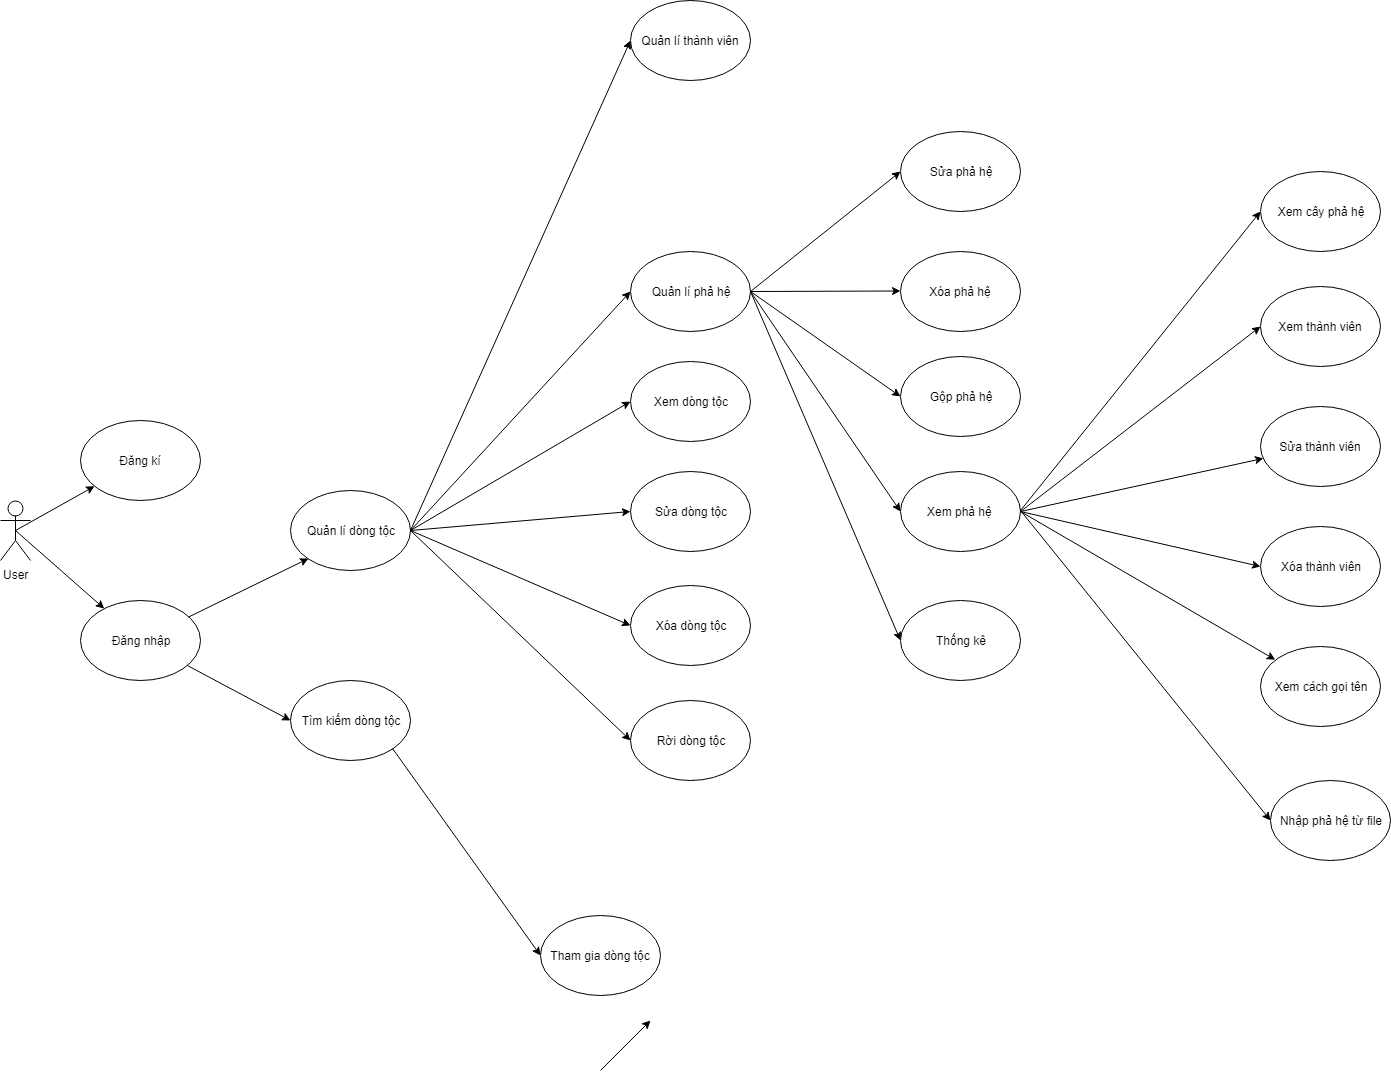 Quản lí thành viên
Sửa phả hệ
Xem cây phả hệ
Quản lí phả hệ
Xóa phả hệ
Xem thành viên
Xem dòng tộc
Gộp phả hệ
Đăng kí
Sửa thành viên
Quản lí dòng tộc
Sửa dòng tộc
Xem phả hệ
User
Xóa thành viên
Đăng nhập
Xóa dòng tộc
Thống kê
Xem cách gọi tên
Tìm kiếm dòng tộc
Rời dòng tộc
Nhập phả hệ từ file
Tham gia dòng tộc